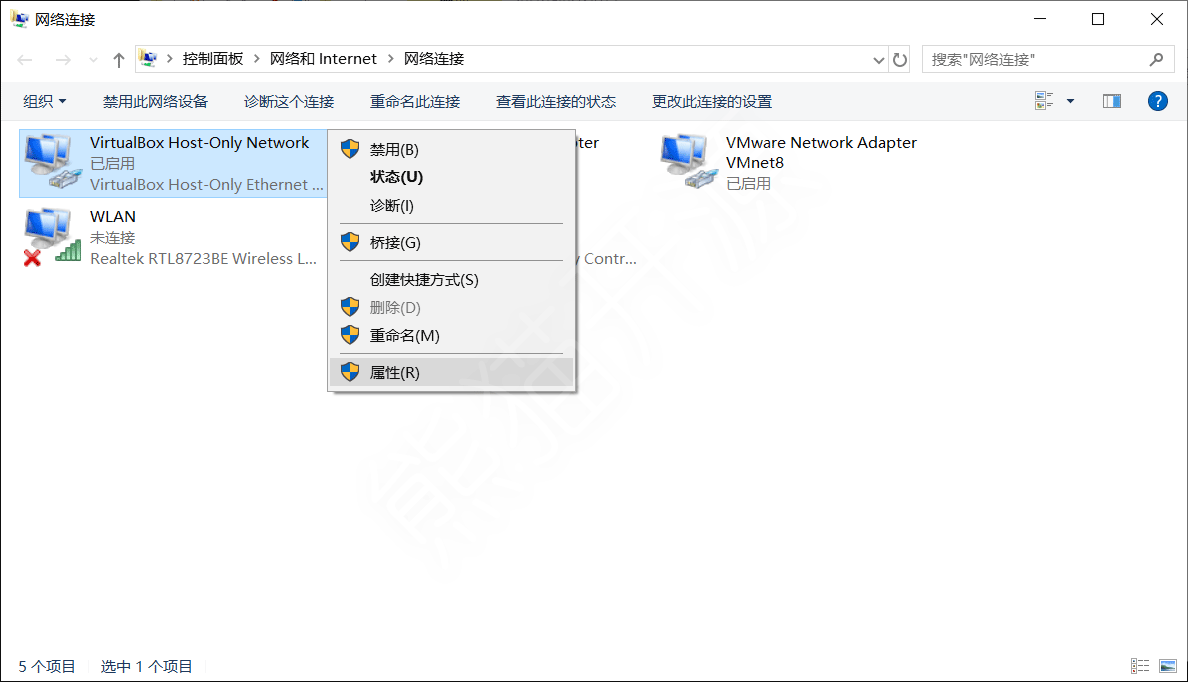 网络连接
控制面板 网络和 Internet 网络连接
搜索"网络连接"
组织 禁用此网络设备 诊断这个连接 重命名此连接 查看此连接的状态 更改此连接的设置
VirtualBox Host-Only Network
已启用
VirtualBox Host-Only Ethernet ...
WLAN
未连接
Realtek RTL8723BE Wireless L...
禁用(B)
状态(U)
诊断(I)
桥接(G)
创建快捷方式(S)
删除(D)
重命名(M)
属性(R)
ter
y Contr...
VMware Network Adapter
VMnet8
已启用
熊猫开源
5 个项目 选中 1 个项目